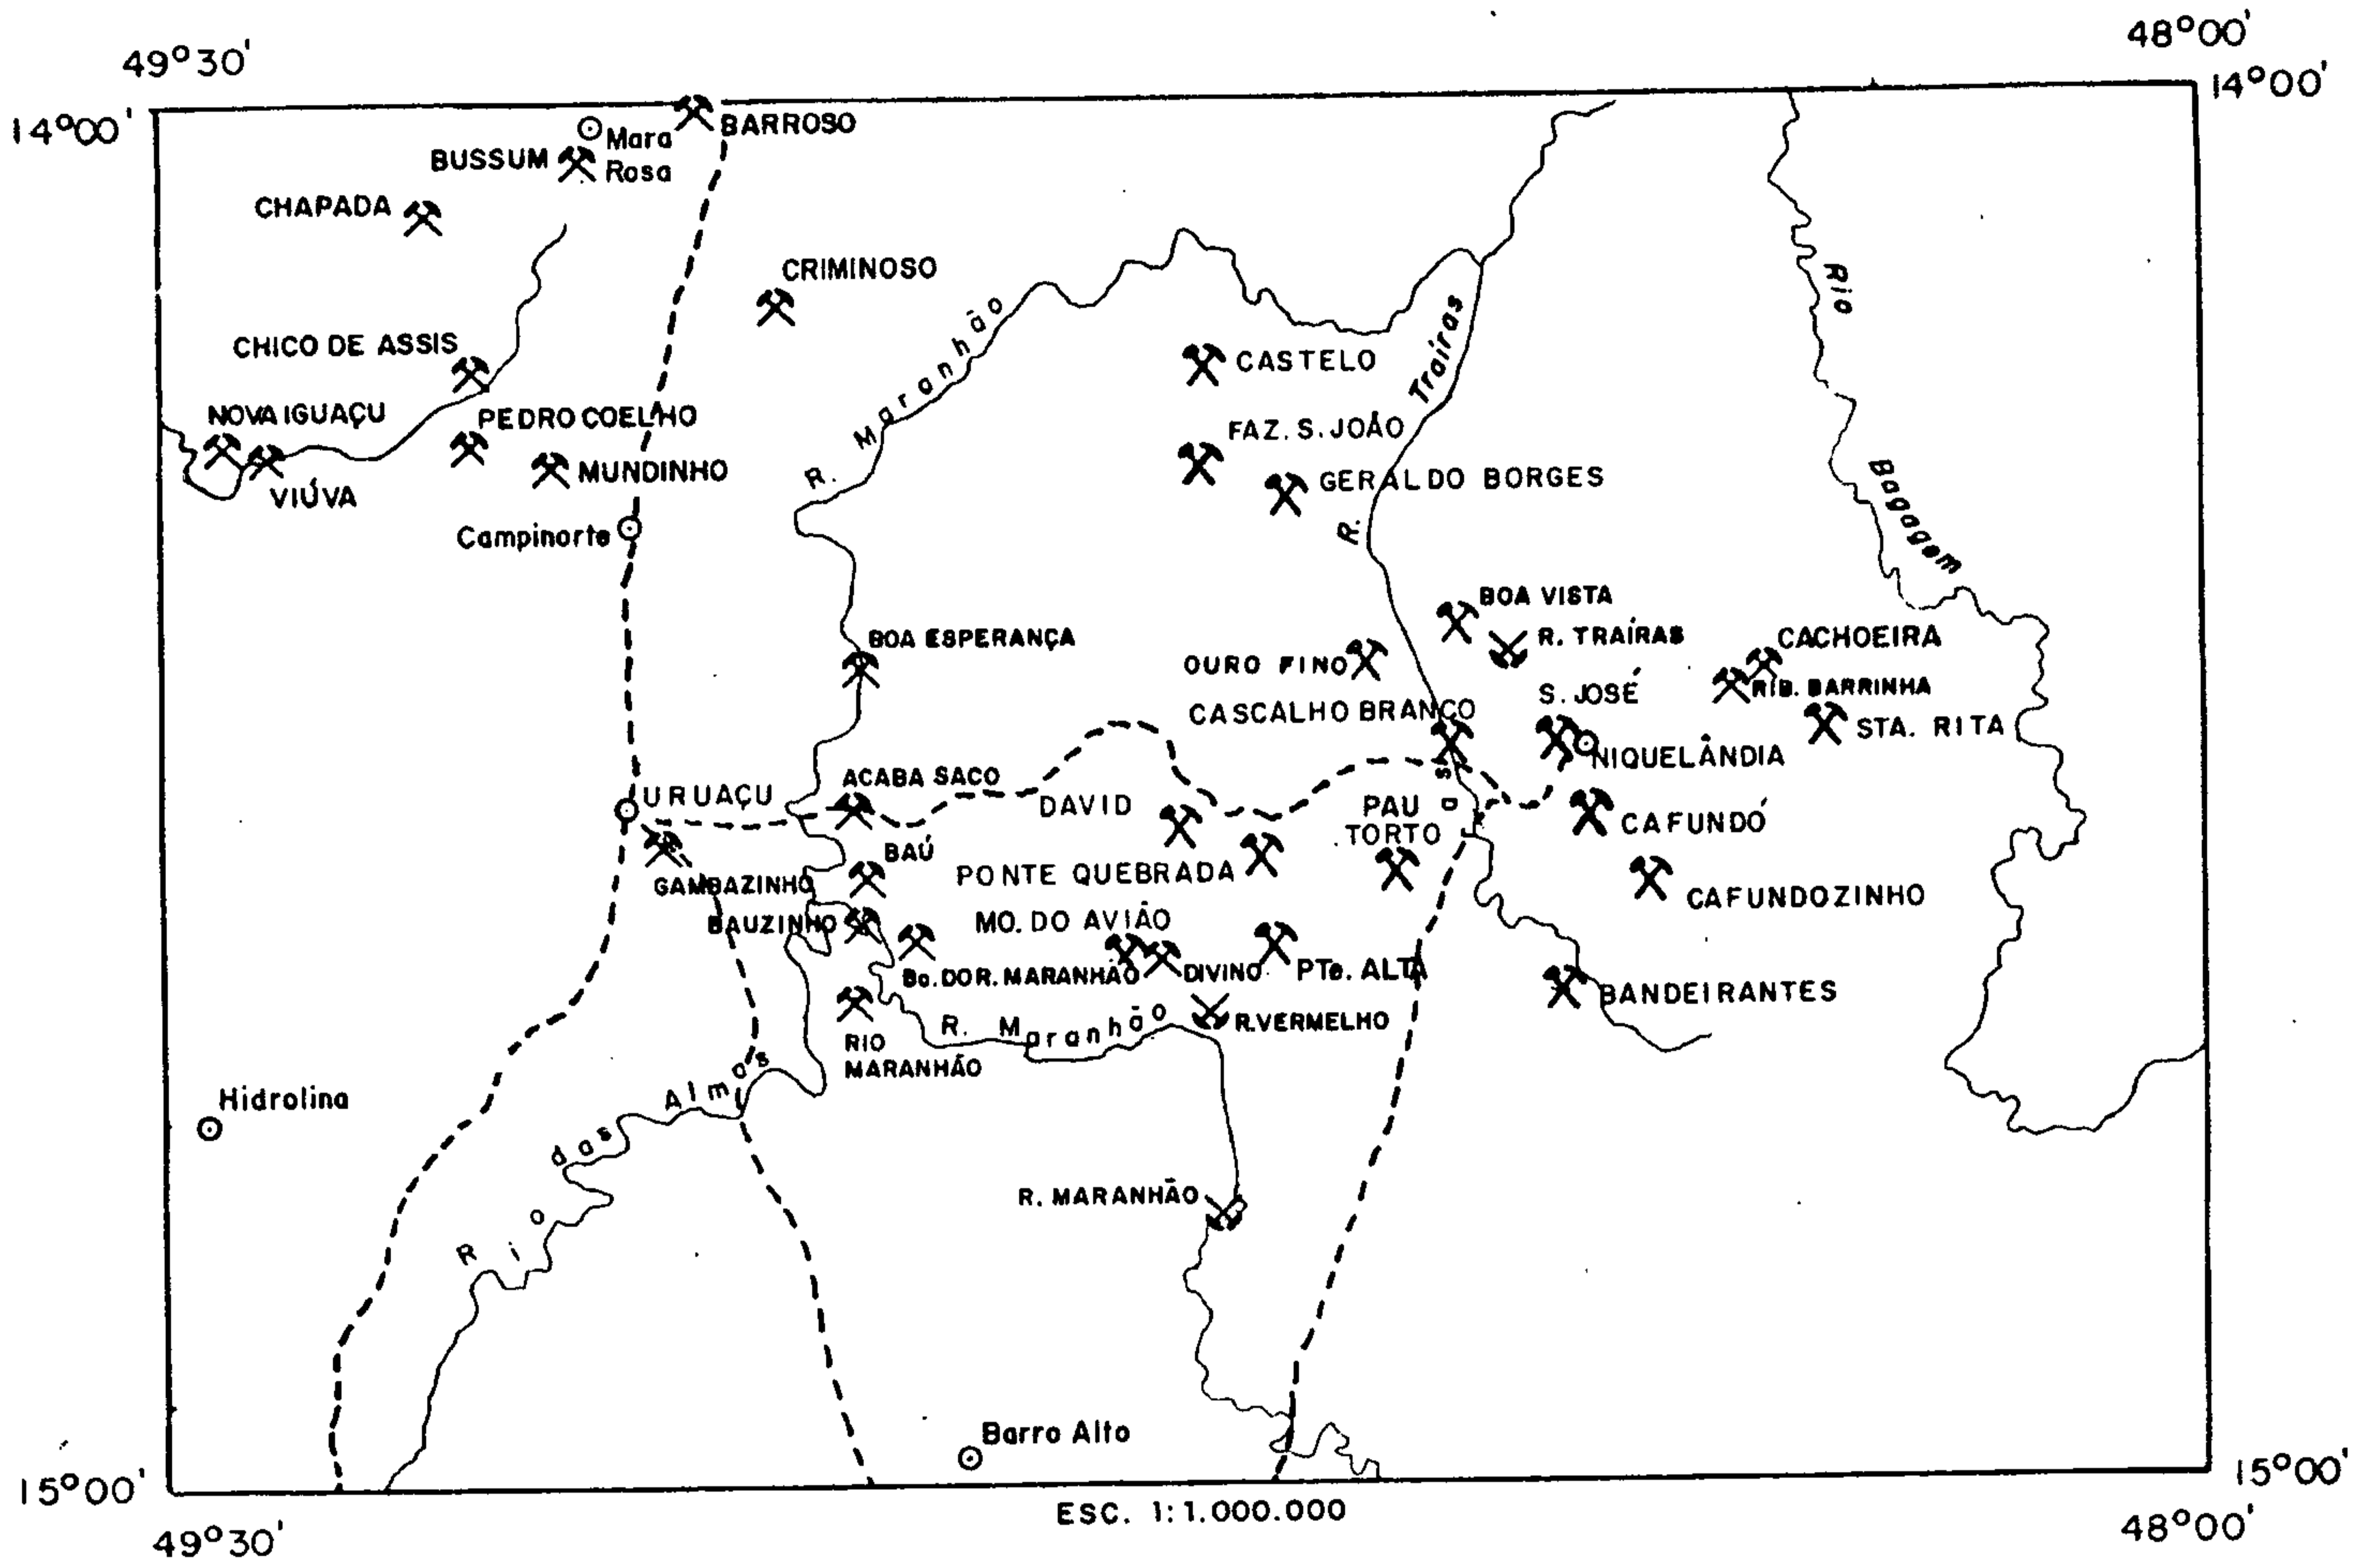 49°30'
48°00'
14°00'
14°00'
BARROSO
Mara
Rosa
BUSSUM
CHAPADA
CRIMINOSO
Rio
CHICO DE ASSIS
CASTELO
R. Maranhão
R. Traíras
NOVA IGUAÇU
PEDRO COELHO
FAZ. S. JOÃO
MUNDINHO
GERALDO BORGES
VIÚVA
Bagagem
Campinorte
BOA VISTA
BOA ESPERANÇA
R. TRAÍRAS
CACHOEIRA
OURO FINO
RIB. BARRINHA
S. JOSÉ
CASCALHO BRANCO
STA. RITA
NIQUELÂNDIA
ACABA SACO
URUAÇU
DAVID
PAU
TORTO
CAFUNDÓ
BAÚ
GAMBAZINHO
PONTE QUEBRADA
CAFUNDOZINHO
BAUZINHO
MO. DO AVIÃO
Bo. DO R. MARANHÃO
DIVINO
PTe. ALTA
BANDEIRANTES
R. Maranhão
R. VERMELHO
RIO
MARANHÃO
Hidrolina
Rio das Almas
R. MARANHÃO
Barro Alto
15°00'
15°00'
ESC. 1:1.000.000
49°30'
48°00'